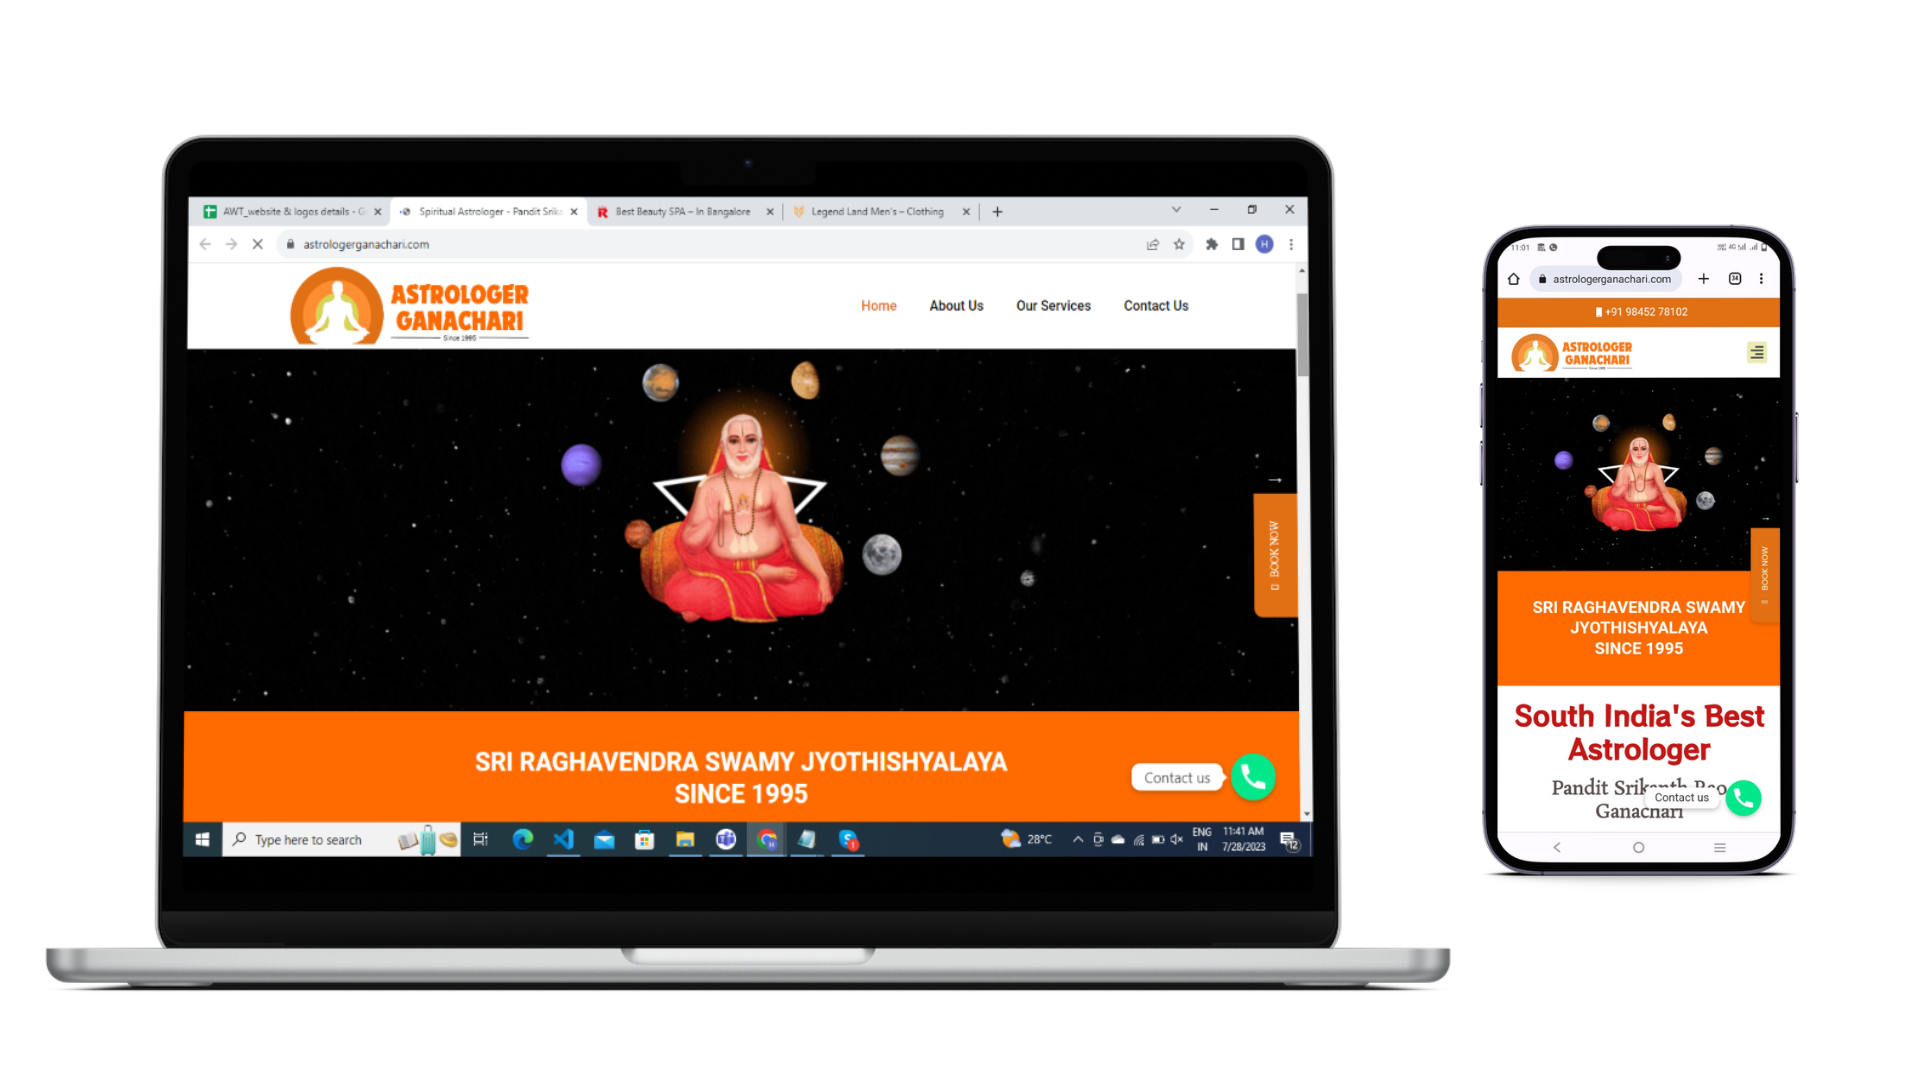 AWT_website & logos details - G
Spiritual Astrologer - Pandit Srik
Best Beauty SPA – In Bangalore
Legend Land Men's – Clothing
astrologerganachari.com
H
ASTROLOGER
GANACHARI
Since 1995
Home
About Us
Our Services
Contact Us
BOOK NOW
SRI RAGHAVENDRA SWAMY JYOTHISHYALAYA
SINCE 1995
Contact us
Type here to search
28°C
ENG
IN
11:41 AM
7/28/2023
12
11:01
astrologerganachari.com
+91 98452 78102
ASTROLOGER
GANACHARI
BOOK NOW
SRI RAGHAVENDRA SWAMY
JYOTHISHYALAYA
SINCE 1995
South India's Best
Astrologer
Pandit Srikanth Rao
Ganachari
Contact us